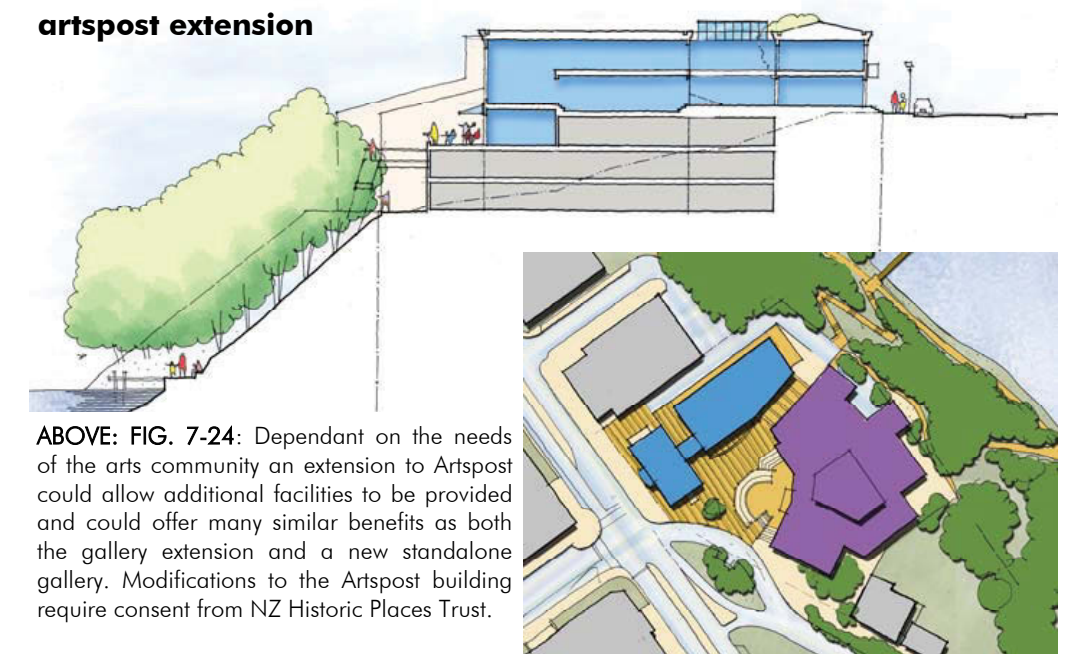 artspost extension
ABOVE: FIG. 7-24: Dependant on the needs
of the arts community an extension to Artspost
could allow additional facilities to be provided
and could offer many similar benefits as both
the gallery extension and a new standalone
gallery. Modifications to the Artspost building
require consent from NZ Historic Places Trust.